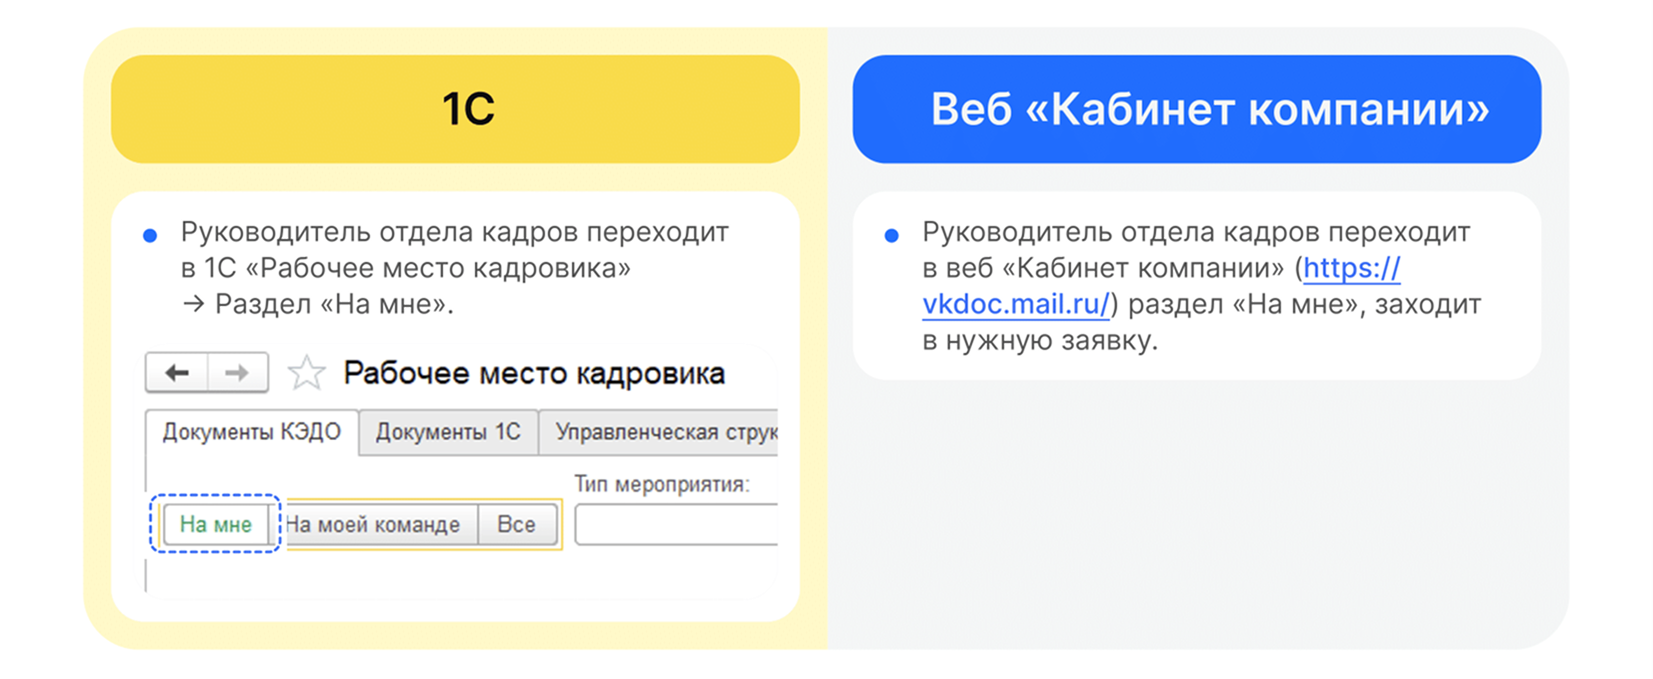 1С
Руководитель отдела кадров переходит
в 1С «Рабочее место кадровика»
→ Раздел «На мне».
Рабочее место кадровика
Документы КЭДО Документы 1С Управленческая струк
Тип мероприятия:
На мне На моей команде Все
Веб «Кабинет компании»
Руководитель отдела кадров переходит
в веб «Кабинет компании» (https://
vkdoc.mail.ru/) раздел «На мне», заходит
в нужную заявку.